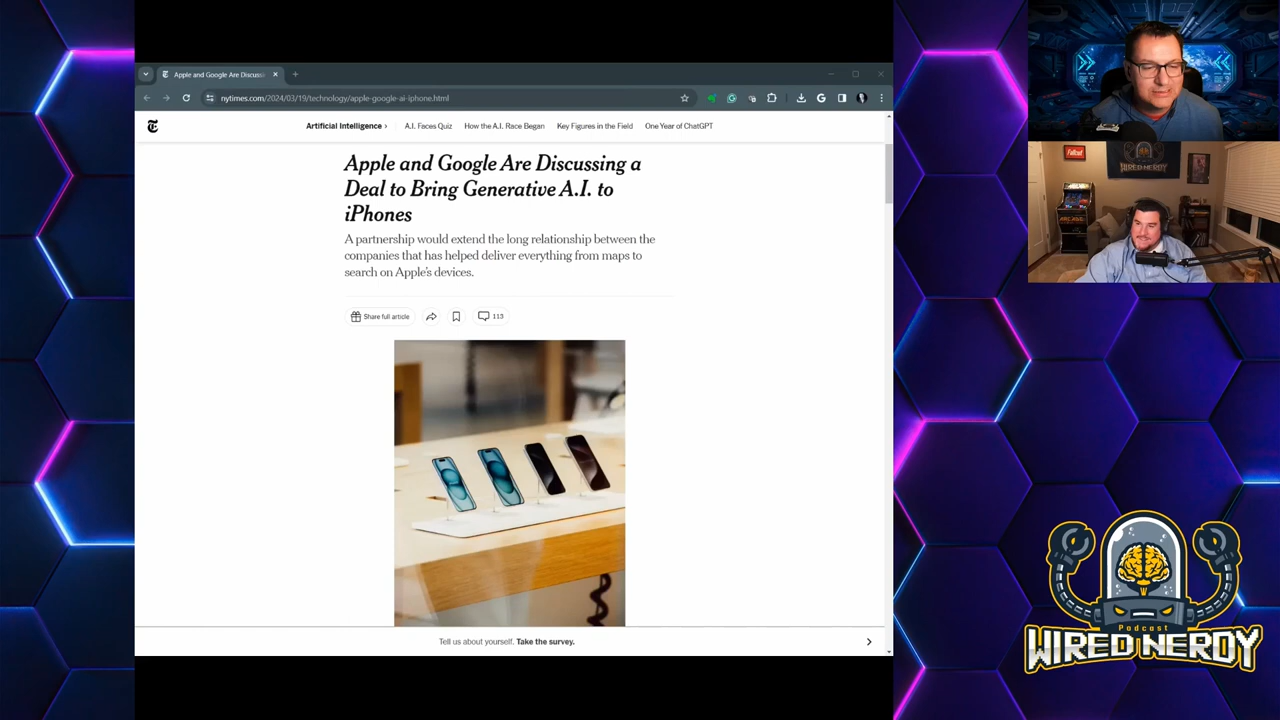 Apple and Google Are Discussin
nytimes.com/2024/03/19/technology/apple-google-ai-iphone.html
Artificial Intelligence › A.I. Faces Quiz How the A.I. Race Began Key Figures in the Field One Year of ChatGPT
Apple and Google Are Discussing a
Deal to Bring Generative A.I. to
iPhones
A partnership would extend the long relationship between the
companies that has helped deliver everything from maps to
search on Apple's devices.
Share full article 113
Tell us about yourself. Take the survey.
Fallout
WIRED NERDY
ARCADE
Podcast
WIRED NERDY